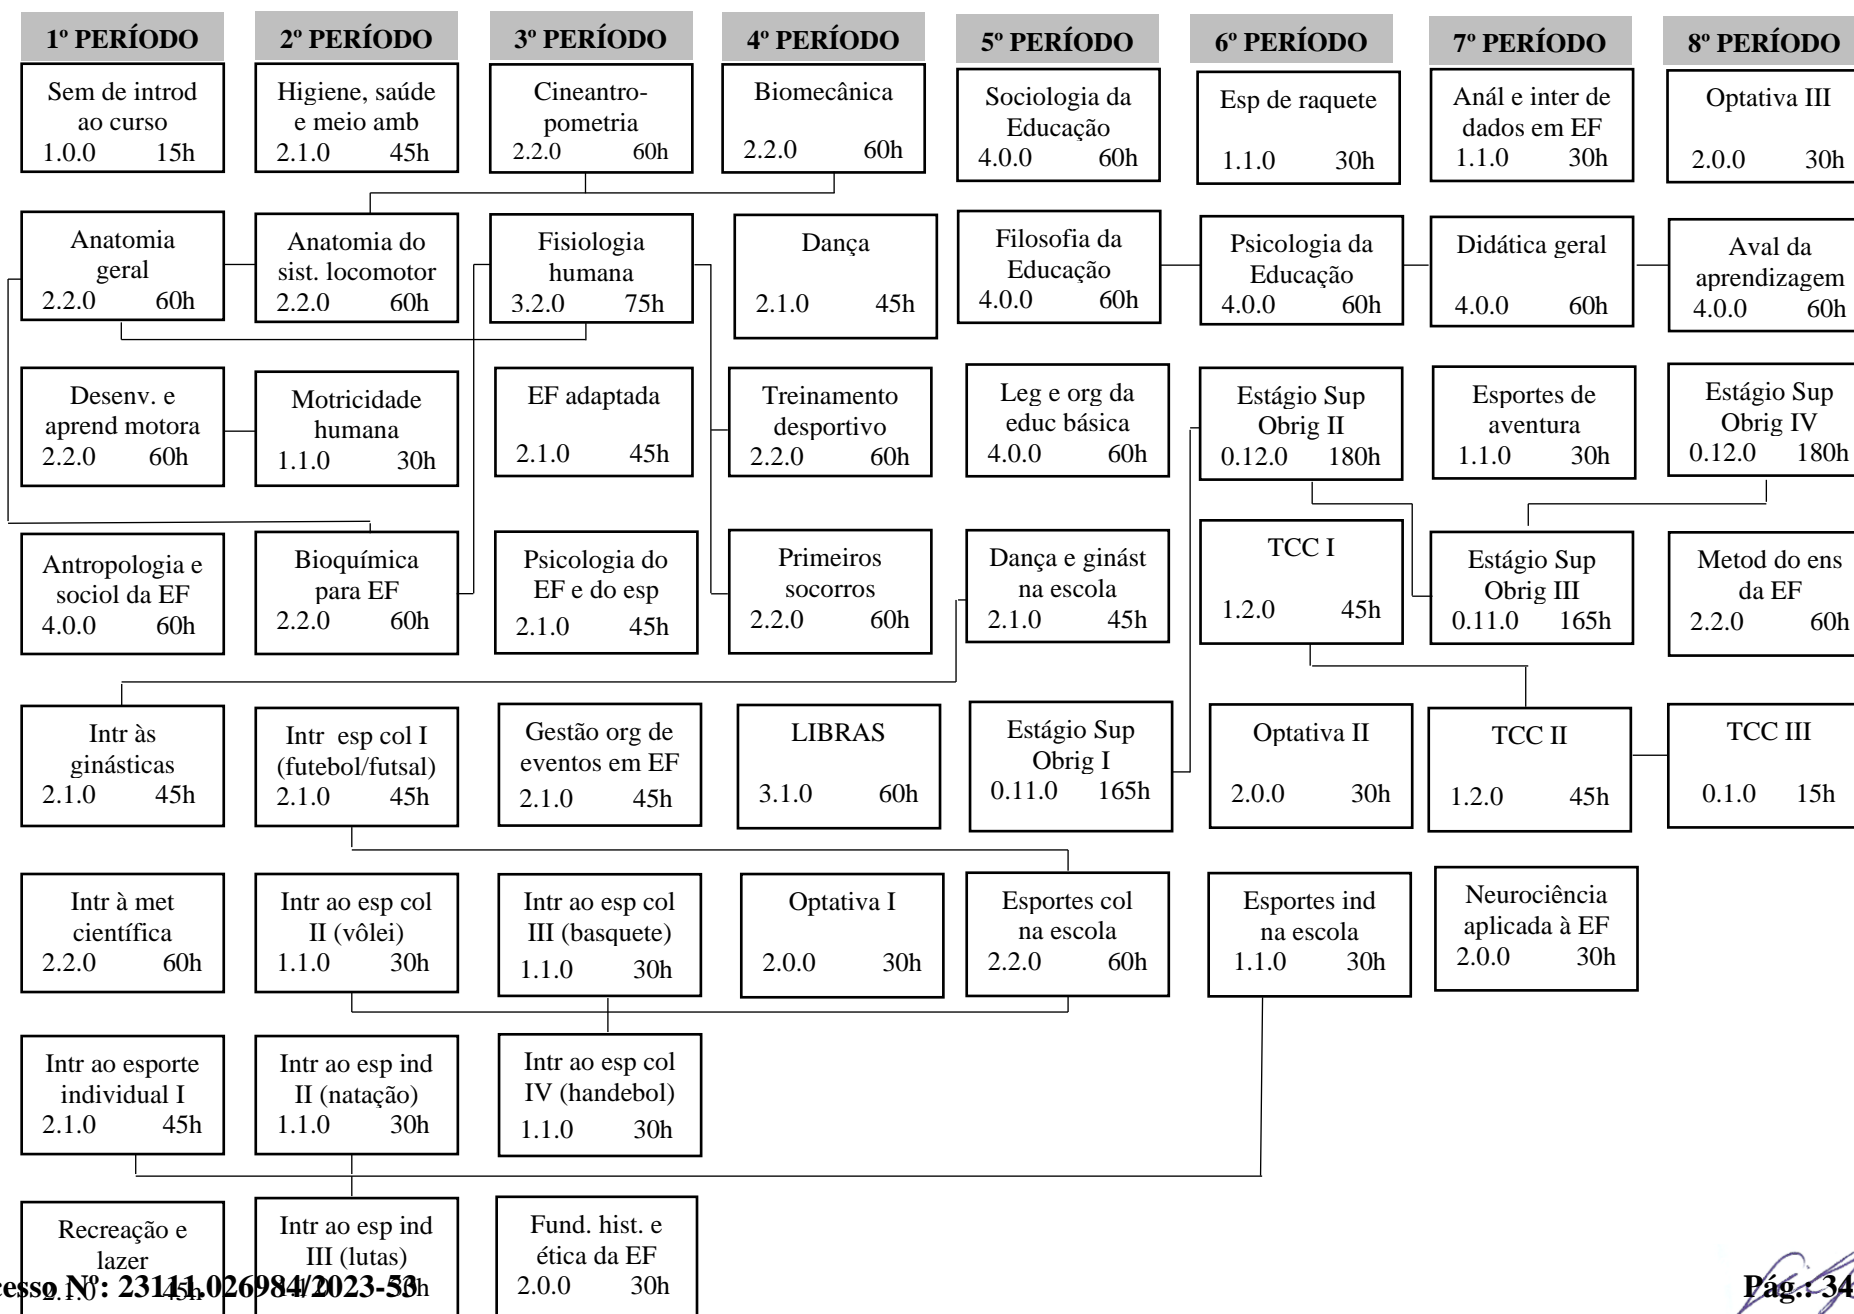 1º PERÍODO
2º PERÍODO
3º PERÍODO
4º PERÍODO
5º PERÍODO
6º PERÍODO
7º PERÍODO
8º PERÍODO
Sem de introd
ao curso
1.0.0 15h
Higiene, saúde
e meio amb
2.1.0 45h
Cineantro-
pometria
2.2.0 60h
Biomecânica
2.2.0 60h
Sociologia da
Educação
4.0.0 60h
Esp de raquete
1.1.0 30h
Anál e inter de
dados em EF
1.1.0 30h
Optativa III
2.0.0 30h
Anatomia
geral
2.2.0 60h
Anatomia do
sist. locomotor
2.2.0 60h
Fisiologia
humana
3.2.0 75h
Dança
2.1.0 45h
Filosofia da
Educação
4.0.0 60h
Psicologia da
Educação
4.0.0 60h
Didática geral
4.0.0 60h
Aval da
aprendizagem
4.0.0 60h
Desenv. e
aprend motora
2.2.0 60h
Motricidade
humana
1.1.0 30h
EF adaptada
2.1.0 45h
Treinamento
desportivo
2.2.0 60h
Leg e org da
educ básica
4.0.0 60h
Estágio Sup
Obrig II
0.12.0 180h
Esportes de
aventura
1.1.0 30h
Estágio Sup
Obrig IV
0.12.0 180h
Antropologia e
sociol da EF
4.0.0 60h
Bioquímica
para EF
2.2.0 60h
Psicologia do
EF e do esp
2.1.0 45h
Primeiros
socorros
2.2.0 60h
Dança e ginást
na escola
2.1.0 45h
TCC I
1.2.0 45h
Estágio Sup
Obrig III
0.11.0 165h
Metod do ens
da EF
2.2.0 60h
Intr às
ginásticas
2.1.0 45h
Intr esp col I
(futebol/futsal)
2.1.0 45h
Gestão org de
eventos em EF
2.1.0 45h
LIBRAS
3.1.0 60h
Estágio Sup
Obrig I
0.11.0 165h
Optativa II
2.0.0 30h
TCC II
1.2.0 45h
TCC III
0.1.0 15h
Intr à met
científica
2.2.0 60h
Intr ao esp col
II (vôlei)
1.1.0 30h
Intr ao esp col
III (basquete)
1.1.0 30h
Optativa I
2.0.0 30h
Esportes col
na escola
2.2.0 60h
Esportes ind
na escola
1.1.0 30h
Neurociência
aplicada à EF
2.0.0 30h
Intr ao esporte
individual I
2.1.0 45h
Intr ao esp ind
II (natação)
1.1.0 30h
Intr ao esp col
IV (handebol)
1.1.0 30h
Recreação e
lazer
2.1.0 45h
Intr ao esp ind
III (lutas)
Fund. hist. e
ética da EF
2.0.0 30h
cesso Nº: 23111.026984/2023-53
Pág.: 34